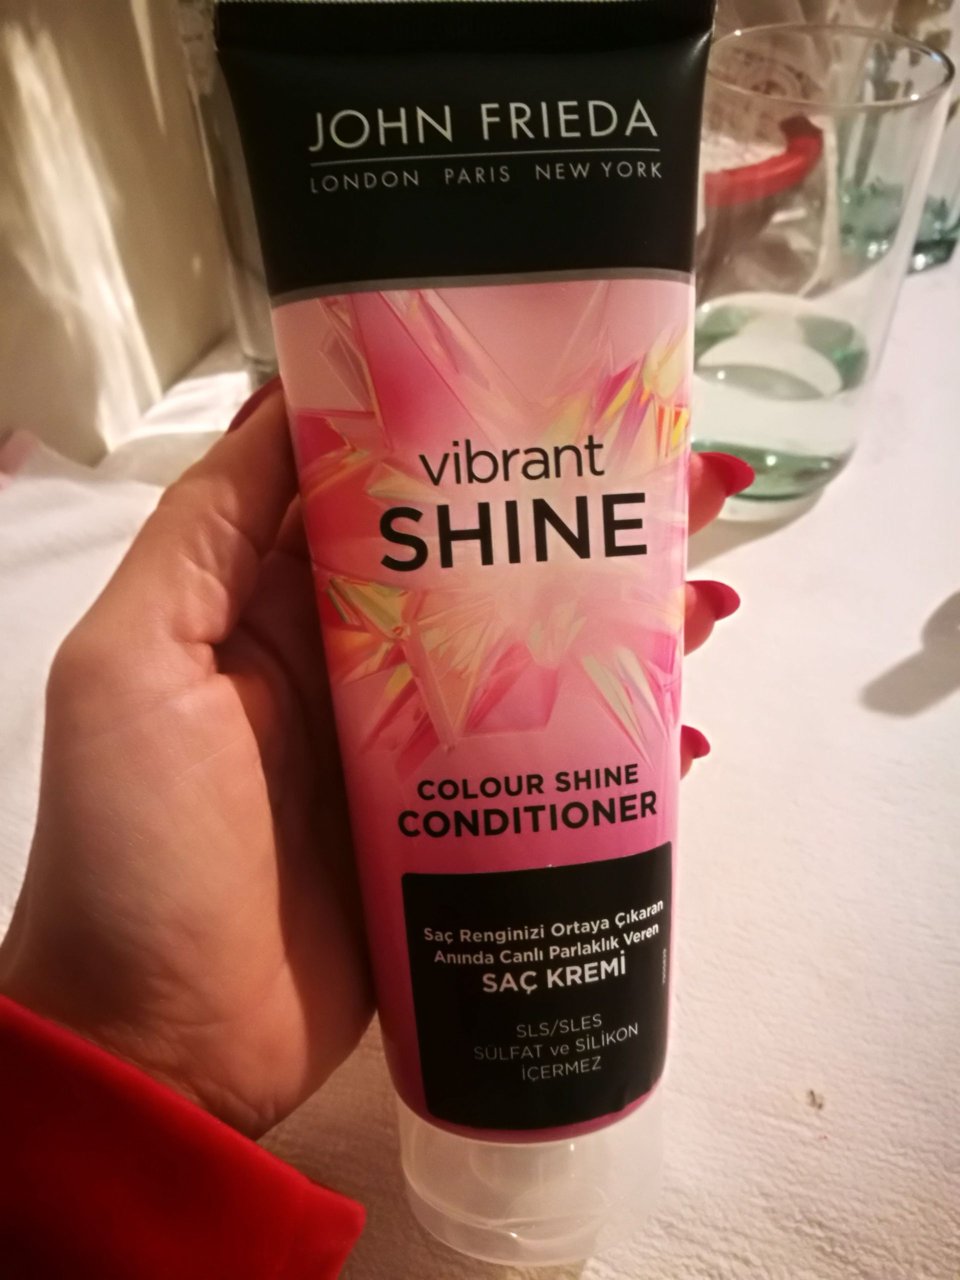 JOHN FRIEDA
LONDON PARIS NEW YORK
vibrant
SHINE
COLOUR SHINE
CONDITIONER
Saç Renginizi Ortaya Çıkaran
Anında Canlı Parlaklık Veren
SAÇ KREMİ
SLS/SLES
SÜLFAT ve SİLİKON
İÇERMEZ